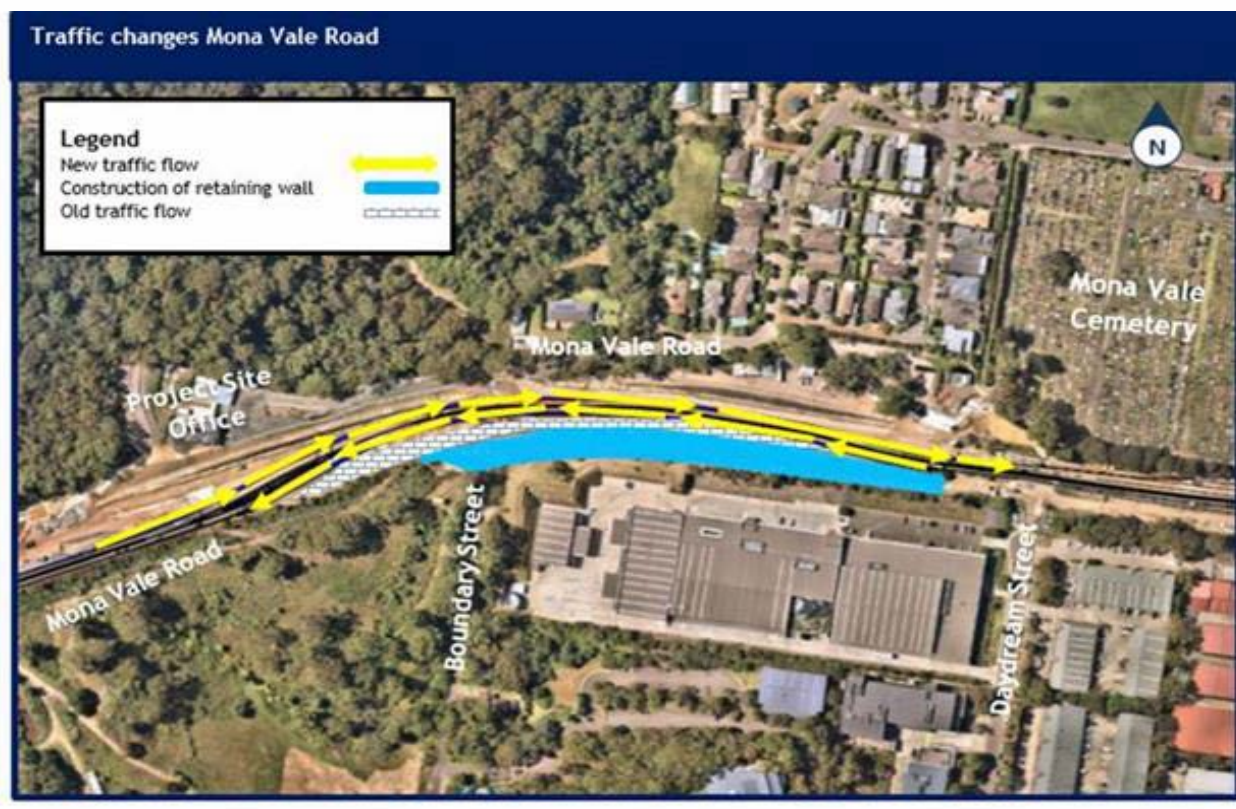 Traffic changes Mona Vale Road
Legend
New traffic flow
Construction of retaining wall
Old traffic flow
N
Mona Vale
Cemetery
Mona Vale Road
Project Site
Office
Mona Vale Road
Boundary Street
Daydream Street